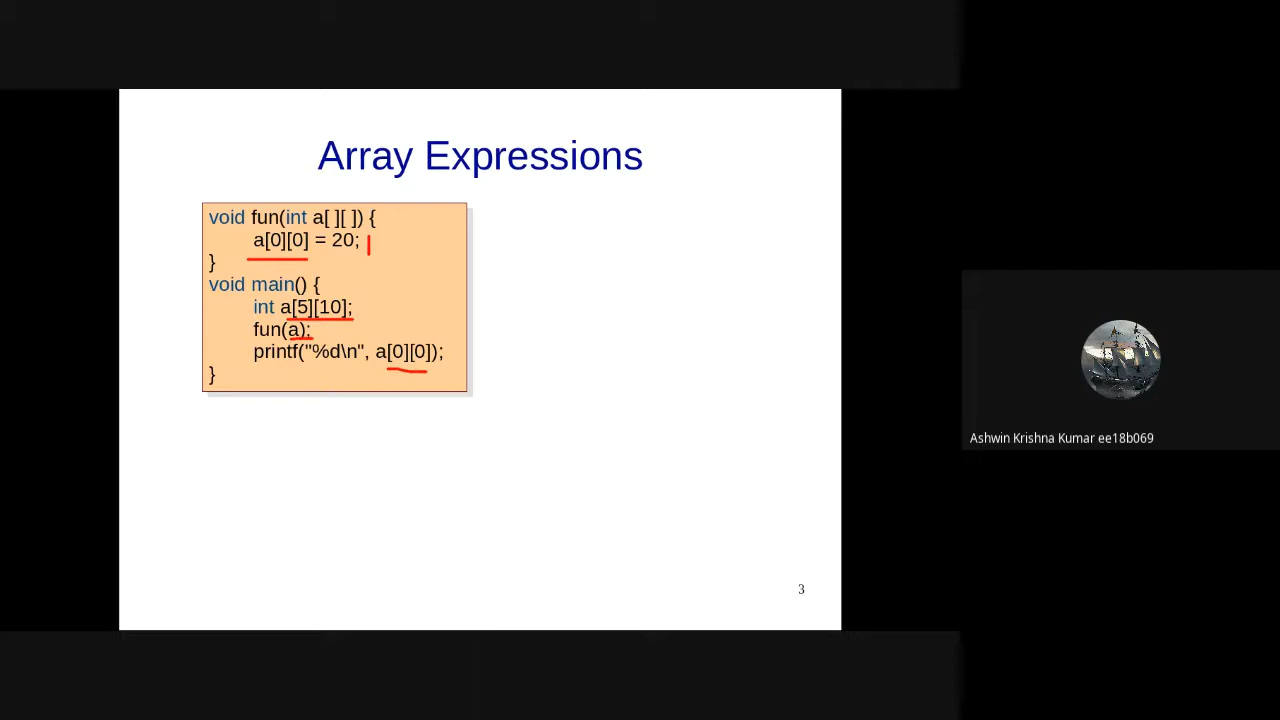 Array Expressions
void fun(int a[ ][ ]) {
a[0][0] = 20;
}
void main() {
int a[5][10];
fun(a);
printf("%d\n", a[0][0]);
}
3
Ashwin Krishna Kumar ee18b069